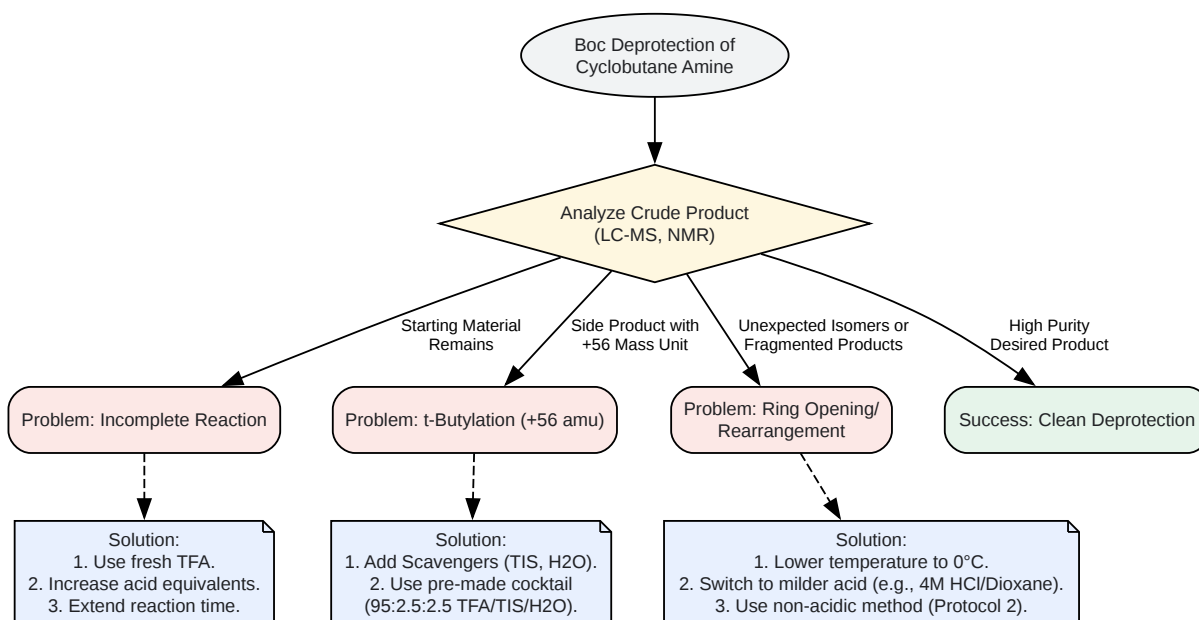 Boc Deprotection of
Cyclobutane Amine
Analyze Crude Product
(LC-MS, NMR)
Starting Material
Remains
Side Product with
+56 Mass Unit
Unexpected Isomers or
Fragmented Products
High Purity
Desired Product
Problem: Incomplete Reaction
Problem: t-Butylation (+56 amu)
Problem: Ring Opening/
Rearrangement
Success: Clean Deprotection
Solution:
1. Use fresh TFA.
2. Increase acid equivalents.
3. Extend reaction time.
Solution:
1. Add Scavengers (TIS, H2O).
2. Use pre-made cocktail
(95:2.5:2.5 TFA/TIS/H2O).
Solution:
1. Lower temperature to 0°C.
2. Switch to milder acid (e.g., 4M HCl/Dioxane).
3. Use non-acidic method (Protocol 2).